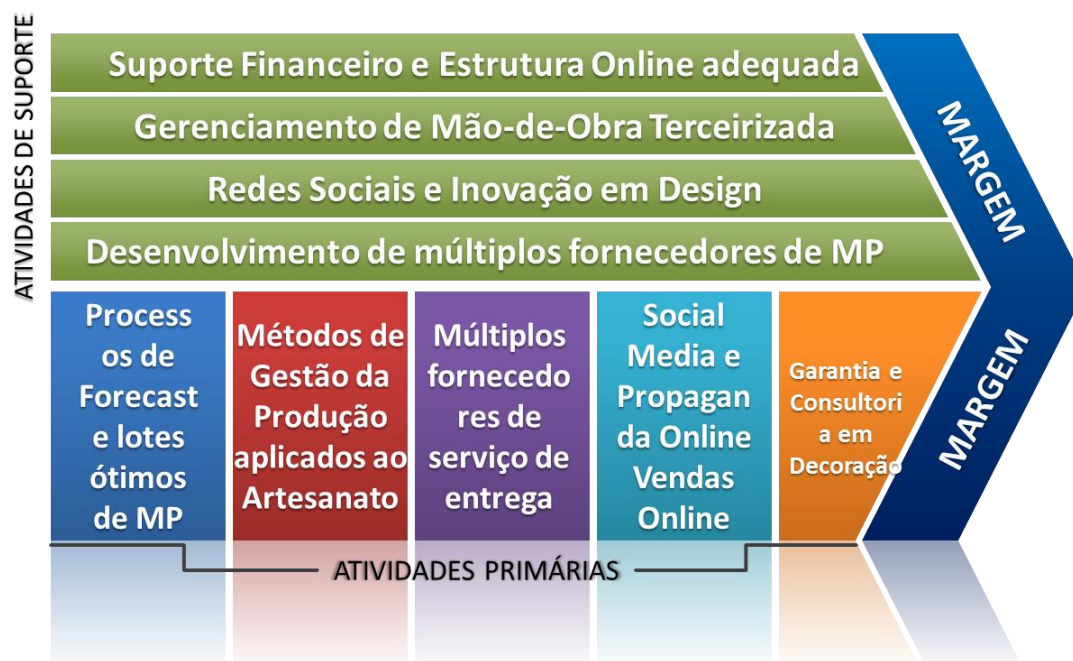 ATIVIDADES DE SUPORTE
Suporte Financeiro e Estrutura Online adequada
Gerenciamento de Mão-de-Obra Terceirizada
Redes Sociais e Inovação em Design
Desenvolvimento de múltiplos fornecedores de MP
MARGEM
MARGEM
Process
os de
Forecast
e lotes
ótimos
de MP
Métodos de
Gestão da
Produção
aplicados ao
Artesanato
Múltiplos
fornecedo
res de
serviço de
entrega
Social
Media e
Propagan
da Online
Vendas
Online
Garantia e
Consultori
a em
Decoração
ATIVIDADES PRIMÁRIAS